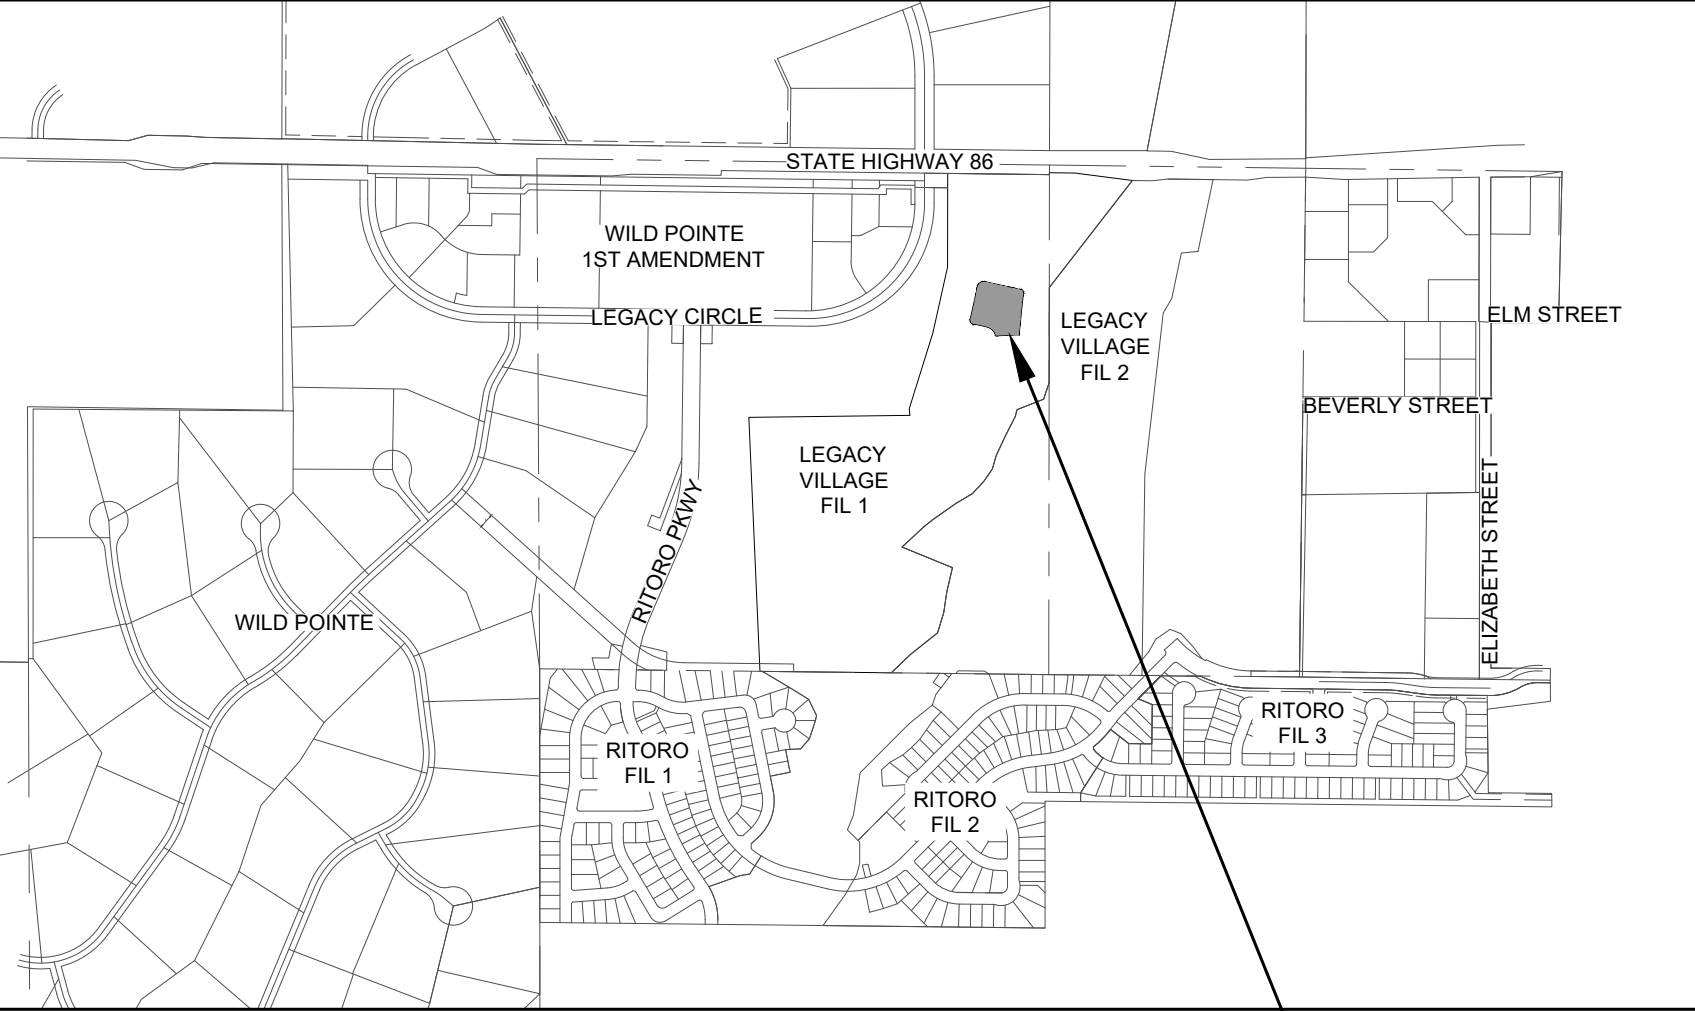 STATE HIGHWAY 86
WILD POINTE
1ST AMENDMENT
LEGACY CIRCLE
ELM STREET
LEGACY
VILLAGE
FIL 2
BEVERLY STREET
LEGACY
VILLAGE
FIL 1
RITORO PKWY
ELIZABETH STREET
WILD POINTE
RITORO
FIL 3
RITORO
FIL 1
RITORO
FIL 2